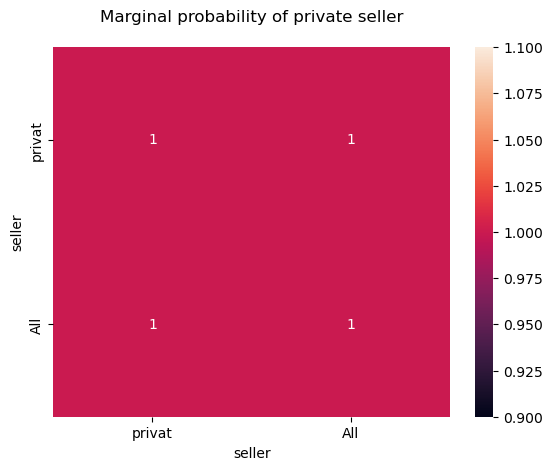 Marginal probability of private seller
seller
privat
All
1 1
1 1
privat All
seller
1.100
1.075
1.050
1.025
1.000
0.975
0.950
0.925
0.900